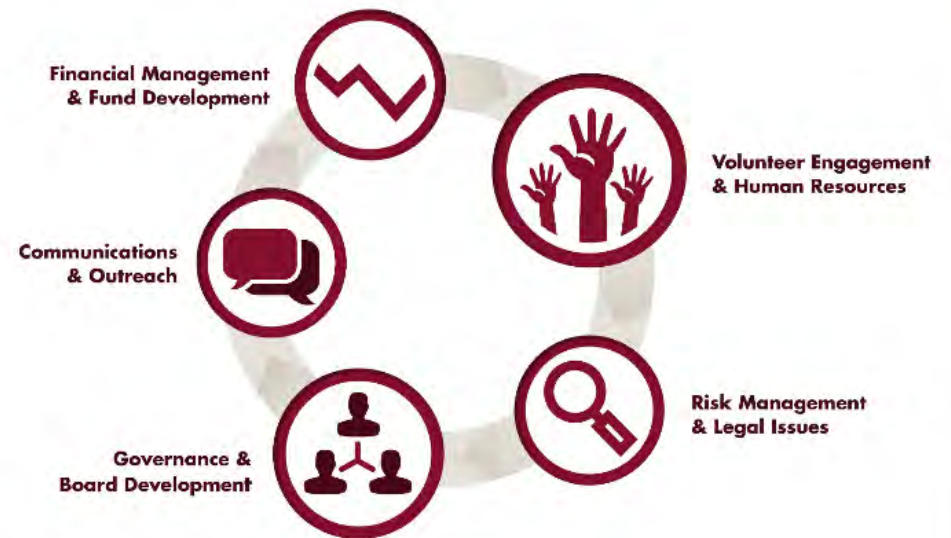 Financial Management
& Fund Development
Volunteer Engagement
& Human Resources
Communications
& Outreach
Risk Management
& Legal Issues
Governance &
Board Development